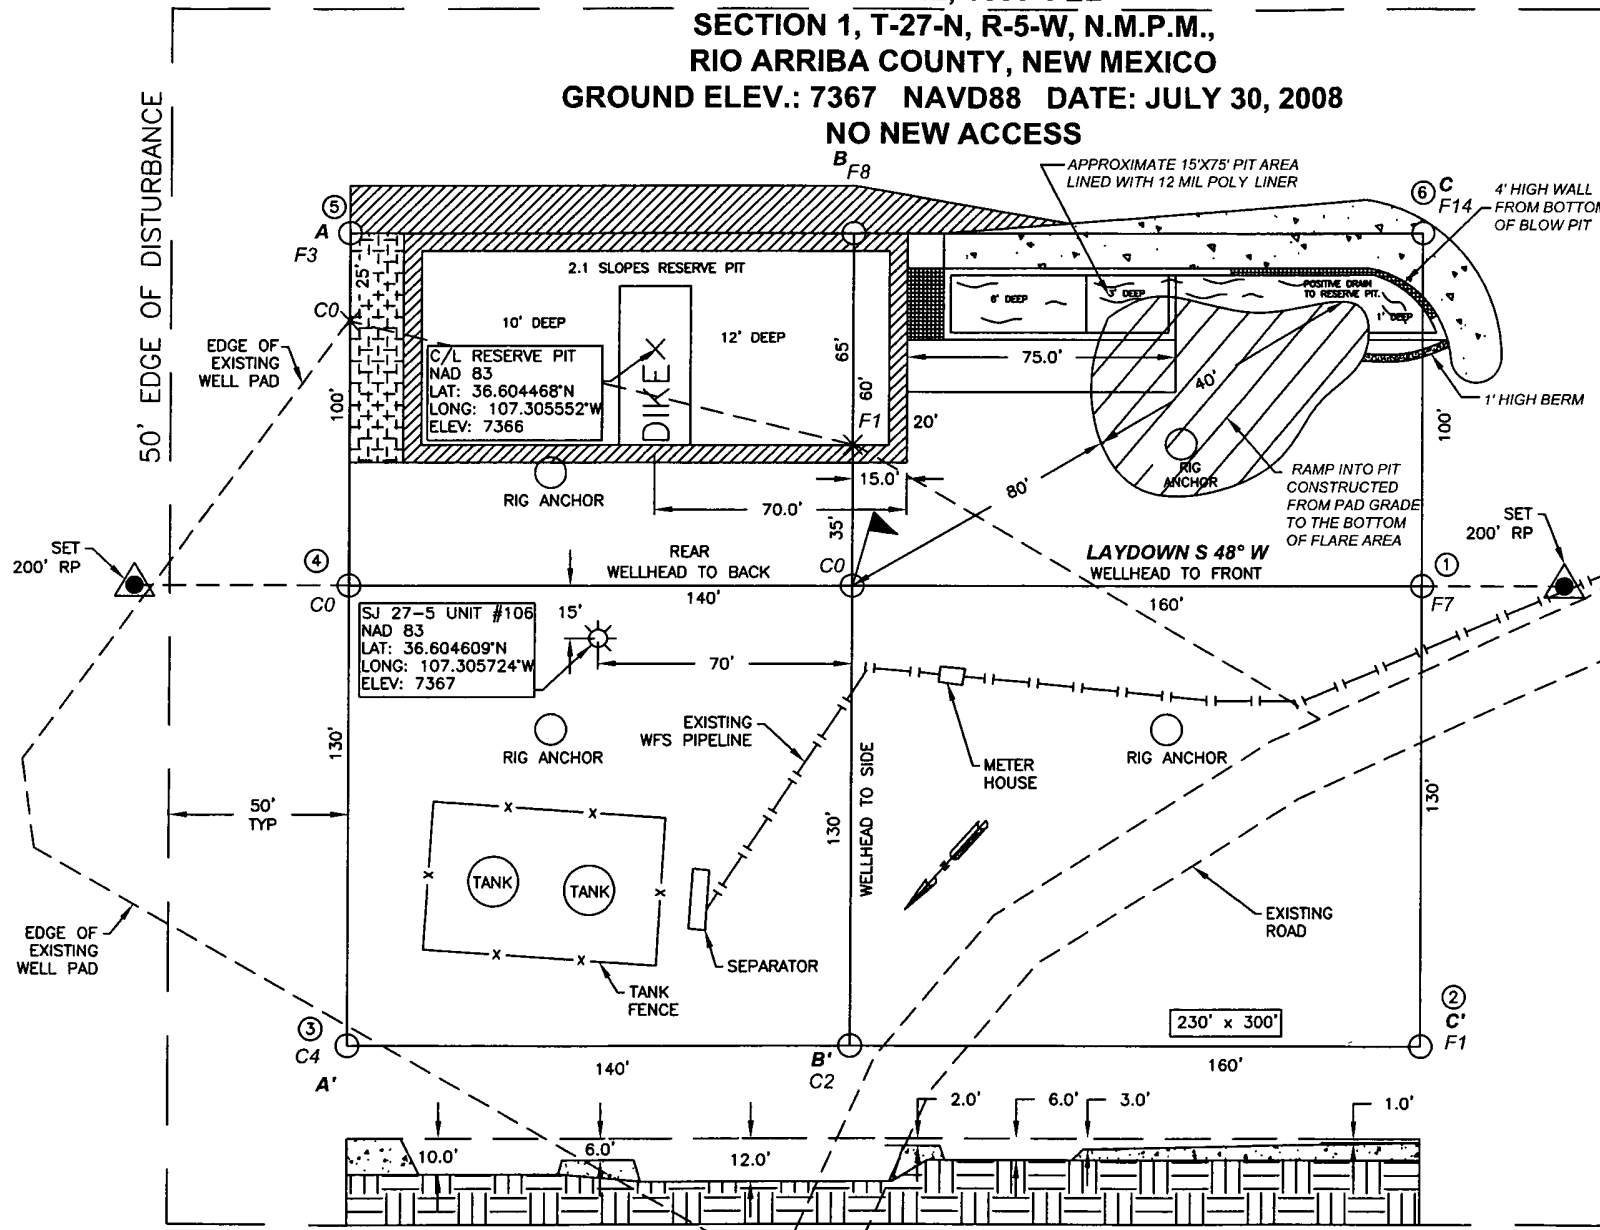 SECTION 1, T-27-N, R-5-W, N.M.P.M.,
RIO ARRIBA COUNTY, NEW MEXICO
GROUND ELEV.: 7367 NAVD88 DATE: JULY 30, 2008
NO NEW ACCESS
50' EDGE OF DISTURBANCE
B
F8
APPROXIMATE 15'X75' PIT AREA
LINED WITH 12 MIL POLY LINER
6
C
F14
4' HIGH WALL
FROM BOTTOM
OF BLOW PIT
5
A
F3
25'
C0
2.1 SLOPES RESERVE PIT
10' DEEP
12' DEEP
6' DEEP
3' DEEP
POSITIVE DRAIN
TO RESERVE PIT.
1' DEEP
EDGE OF
EXISTING
WELL PAD
C/L RESERVE PIT
NAD 83
LAT: 36.604468°N
LONG: 107.305552°W
ELEV: 7366
DIKE X
65'
60'
75.0'
40'
1' HIGH BERM
100'
F1
20'
100'
RIG ANCHOR
15.0'
70.0'
35'
80'
RIG
ANCHOR
RAMP INTO PIT
CONSTRUCTED
FROM PAD GRADE
TO THE BOTTOM
OF FLARE AREA
SET
200' RP
SET
200' RP
4
C0
REAR
WELLHEAD TO BACK
140'
C0
LAYDOWN S 48° W
WELLHEAD TO FRONT
160'
1
F7
SJ 27-5 UNIT #106
NAD 83
LAT: 36.604609°N
LONG: 107.305724°W
ELEV: 7367
15'
70'
130'
RIG ANCHOR
EXISTING
WFS PIPELINE
METER
HOUSE
RIG ANCHOR
50'
TYP
130'
WELLHEAD TO SIDE
130'
TANK
TANK
EDGE OF
EXISTING
WELL PAD
SEPARATOR
TANK
FENCE
EXISTING
ROAD
230' x 300'
3
C4
A'
140'
B'
C2
160'
2
C'
F1
10.0'
6.0'
12.0'
2.0'
6.0'
3.0'
1.0'